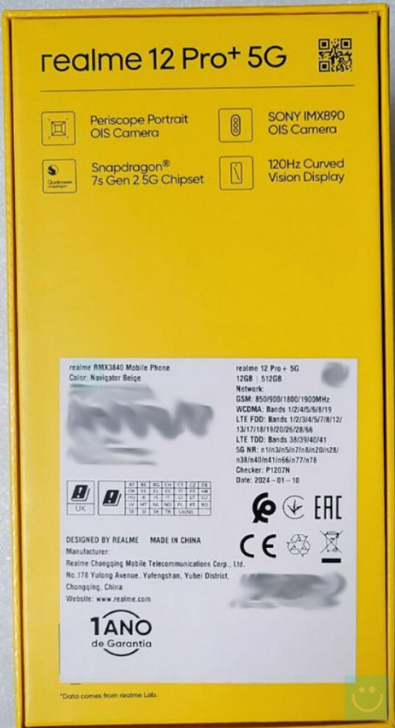 realme 12 Pro+ 5G
Periscope Portrait
OIS Camera
SONY IMX890
OIS Camera
Snapdragon®
7s Gen 2 5G Chipset
120Hz Curved
Vision Display
realme RMX3840 Mobile Phone
Color: Navigator Beige
realme 12 Pro+ 5G
12GB | 512GB
Network:
GSM: 850/900/1800/1900MHz
WCDMA: Bands 1/2/4/5/6/8/19
LTE FDD: Bands 1/2/3/4/5/7/8/12/
13/17/18/19/20/26/28/66
LTE TDD: Bands 38/39/40/41
5G NR: n1/n3/n5/n7/n8/n20/n28/
n38/n40/n41/n66/n77/n78
Checker: P1207N
Date: 2024-01-10
UK
EAC
CE
DESIGNED BY REALME MADE IN CHINA
Manufacturer:
Realme Chongqing Mobile Telecommunications Corp., Ltd.
No.178 Yulong Avenue, Yufengshan, Yubei District,
Chongqing, China
Website: www.realme.com
1 ANO
de Garantia
*Data comes from realme Lab.